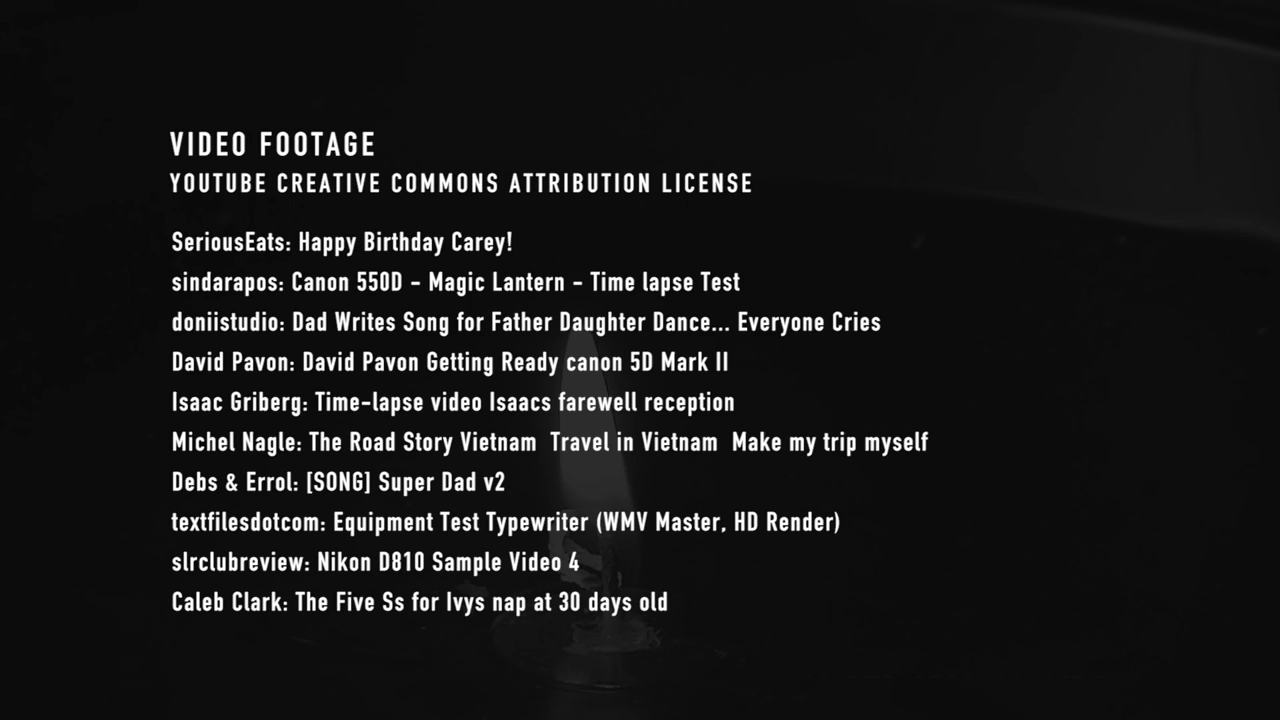 VIDEO FOOTAGE
YOUTUBE CREATIVE COMMONS ATTRIBUTION LICENSE
SeriousEats: Happy Birthday Carey!
sindarapos: Canon 550D - Magic Lantern - Time lapse Test
doniistudio: Dad Writes Song for Father Daughter Dance... Everyone Cries
David Pavon: David Pavon Getting Ready canon 5D Mark II
Isaac Griberg: Time-lapse video Isaacs farewell reception
Michel Nagle: The Road Story Vietnam  Travel in Vietnam  Make my trip myself
Debs & Errol: [SONG] Super Dad v2
textfilesdotcom: Equipment Test Typewriter (WMV Master, HD Render)
slrclubreview: Nikon D810 Sample Video 4
Caleb Clark: The Five Ss for Ivys nap at 30 days old